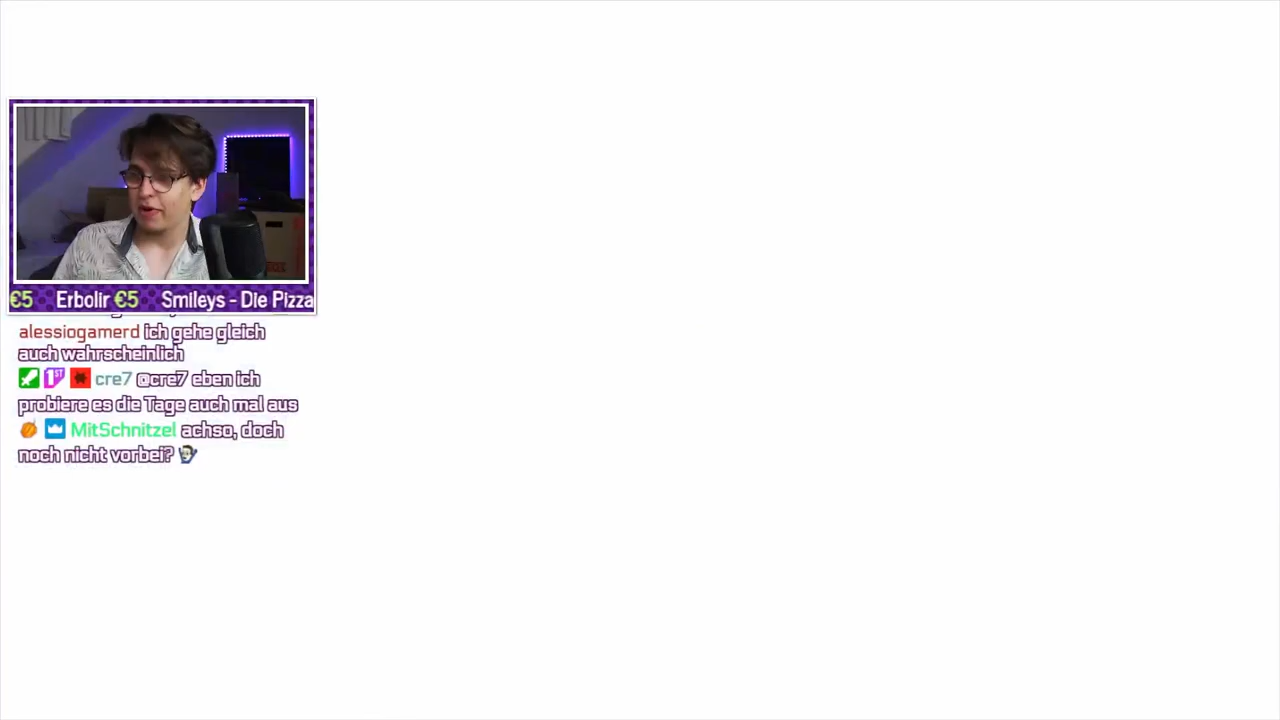 €5 Erbolir €5 Smileys - Die Pizza
alessiogamerd ich gehe gleich
auch wahrscheinlich
1ST cre7 @cre7 eben ich
probiere es die Tage auch mal aus
MitSchnitzel achso, doch
noch nicht vorbei?